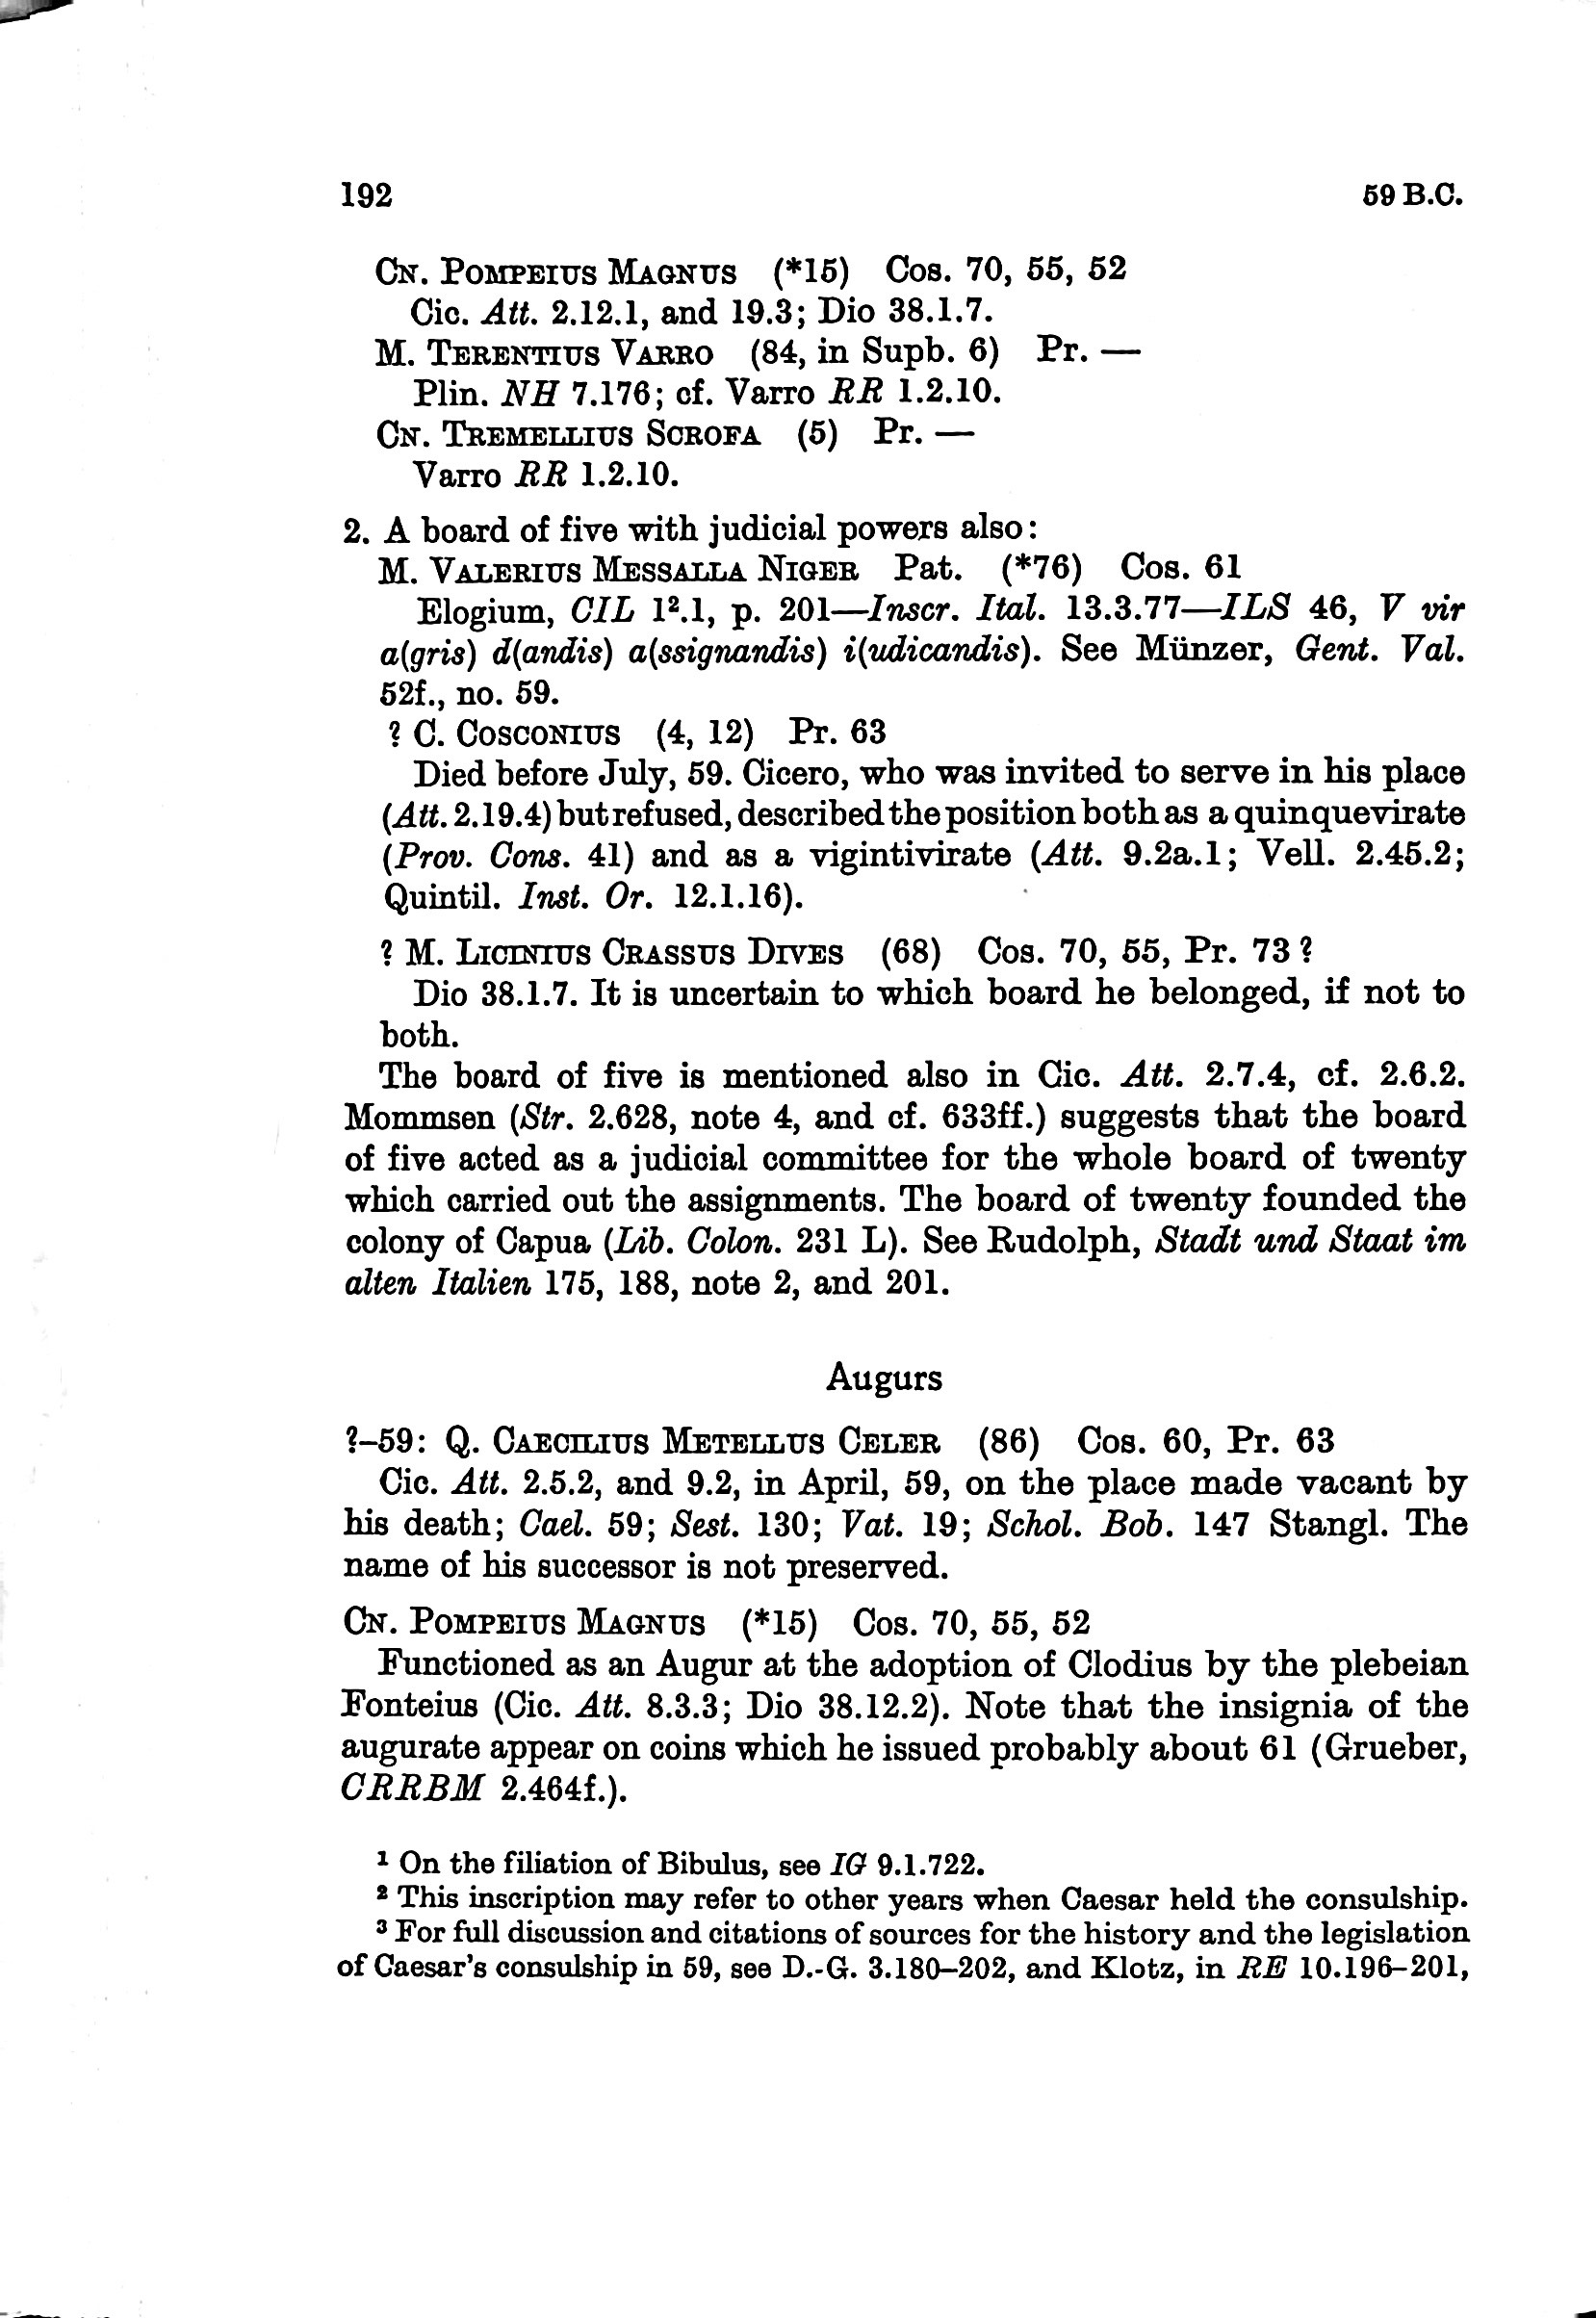 192 59 B.C.
CN. POMPEIUS MAGNUS (*15) Cos. 70, 55, 52
Cic. Att. 2.12.1, and 19.3; Dio 38.1.7.
M. TERENTIUS VARRO (84, in Supb. 6) Pr. —
Plin. NH 7.176; cf. Varro RR 1.2.10.
CN. TREMELLIUS SCROFA (5) Pr. —
Varro RR 1.2.10.
2. A board of five with judicial powers also:
M. VALERIUS MESSALLA NIGER Pat. (*76) Cos. 61
Elogium, CIL 1².1, p. 201—Inscr. Ital. 13.3.77—ILS 46, V vir
a(gris) d(andis) a(ssignandis) i(udicandis). See Münzer, Gent. Val.
52f., no. 59.
? C. COSCONIUS (4, 12) Pr. 63
Died before July, 59. Cicero, who was invited to serve in his place
(Att. 2.19.4) but refused, described the position both as a quinquevirate
(Prov. Cons. 41) and as a vigintivirate (Att. 9.2a.1; Vell. 2.45.2;
Quintil. Inst. Or. 12.1.16).
? M. LICINIUS CRASSUS DIVES (68) Cos. 70, 55, Pr. 73 ?
Dio 38.1.7. It is uncertain to which board he belonged, if not to
both.
The board of five is mentioned also in Cic. Att. 2.7.4, cf. 2.6.2.
Mommsen (Str. 2.628, note 4, and cf. 633ff.) suggests that the board
of five acted as a judicial committee for the whole board of twenty
which carried out the assignments. The board of twenty founded the
colony of Capua (Lib. Colon. 231 L). See Rudolph, Stadt und Staat im
alten Italien 175, 188, note 2, and 201.
Augurs
?–59: Q. CAECILIUS METELLUS CELER (86) Cos. 60, Pr. 63
Cic. Att. 2.5.2, and 9.2, in April, 59, on the place made vacant by
his death; Cael. 59; Sest. 130; Vat. 19; Schol. Bob. 147 Stangl. The
name of his successor is not preserved.
CN. POMPEIUS MAGNUS (*15) Cos. 70, 55, 52
Functioned as an Augur at the adoption of Clodius by the plebeian
Fonteius (Cic. Att. 8.3.3; Dio 38.12.2). Note that the insignia of the
augurate appear on coins which he issued probably about 61 (Grueber,
CRRBM 2.464f.).
¹ On the filiation of Bibulus, see IG 9.1.722.
² This inscription may refer to other years when Caesar held the consulship.
³ For full discussion and citations of sources for the history and the legislation
of Caesar's consulship in 59, see D.-G. 3.180–202, and Klotz, in RE 10.196–201,